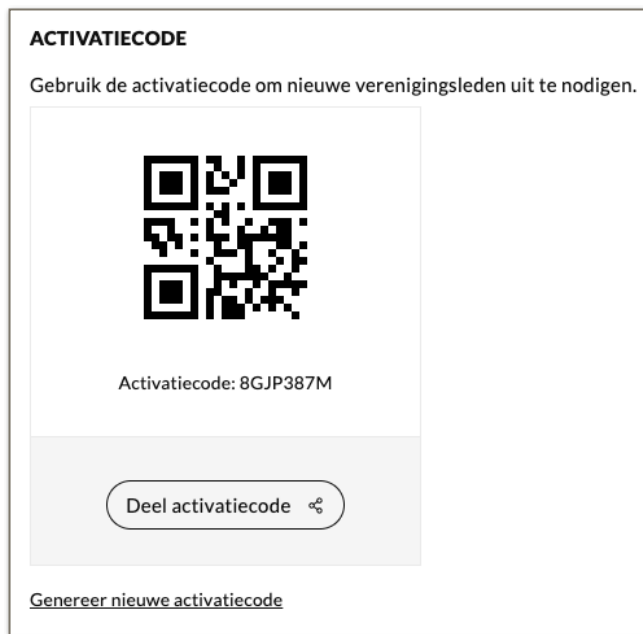 ACTIVATIECODE
Gebruik de activatiecode om nieuwe verenigingsleden uit te nodigen.
Activatiecode: 8GJP387M
Deel activatiecode
Genereer nieuwe activatiecode